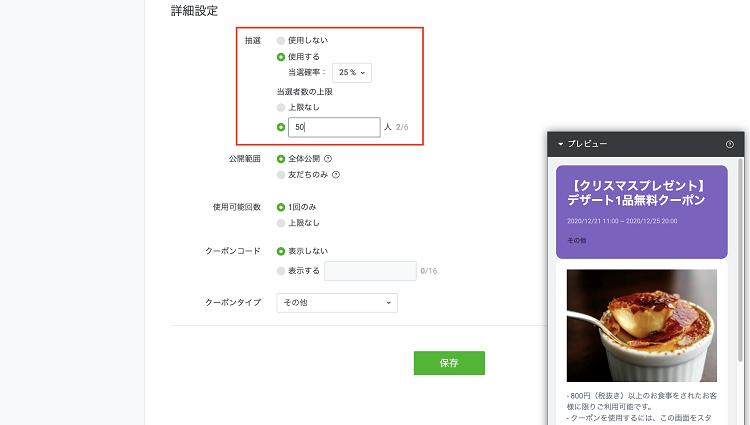 詳細設定
抽選 使用しない
使用する
当選確率： 25 %
当選者数の上限
上限なし
50 人 2/6
公開範囲 全体公開 ?
友だちのみ ?
使用可能回数 1回のみ
上限なし
クーポンコード 表示しない
表示する 0/16
クーポンタイプ その他
保存
プレビュー ?
【クリスマスプレゼント】
デザート1品無料クーポン
2020/12/21 11:00 ~ 2020/12/25 20:00
その他
- 800円（税抜き）以上のお食事をされたお客
様に限りご利用可能です。
- クーポンを使用するには、この画面をスタ